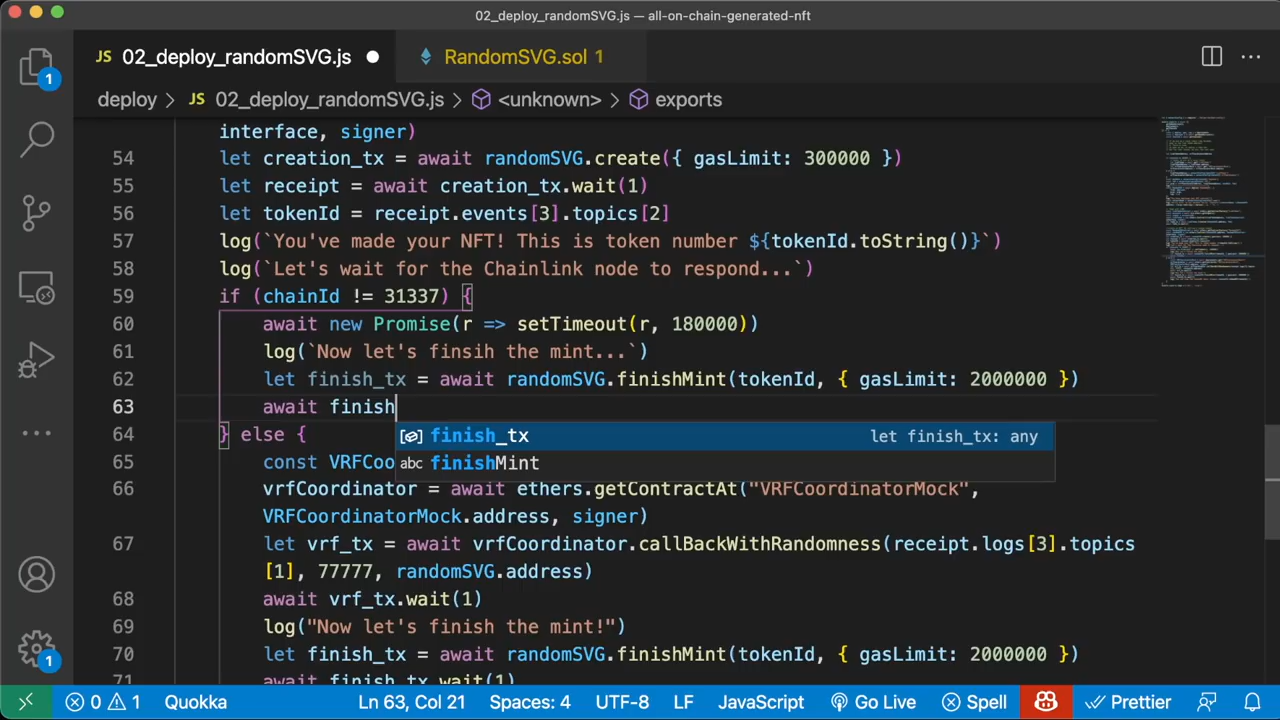 02_deploy_randomSVG.js — all-on-chain-generated-nft
JS 02_deploy_randomSVG.js
RandomSVG.sol 1
deploy > JS 02_deploy_randomSVG.js > <unknown> > exports
interface, signer)
54 let creation_tx = await randomSVG.create({ gasLimit: 300000 })
55 let receipt = await creation_tx.wait(1)
56 let tokenId = receipt.events[3].topics[2]
57 log(`You've made your NFT! This is token number ${tokenId.toString()}`)
58 log(`Let's wait for the Chainlink node to respond...`)
59 if (chainId != 31337) {
60 await new Promise(r => setTimeout(r, 180000))
61 log(`Now let's finsih the mint...`)
62 let finish_tx = await randomSVG.finishMint(tokenId, { gasLimit: 2000000 })
63 await finish
finish_tx let finish_tx: any
abc finishMint
64 } else {
65 const VRFCoo
66 vrfCoordinator = await ethers.getContractAt("VRFCoordinatorMock",
VRFCoordinatorMock.address, signer)
67 let vrf_tx = await vrfCoordinator.callBackWithRandomness(receipt.logs[3].topics
[1], 77777, randomSVG.address)
68 await vrf_tx.wait(1)
69 log("Now let's finish the mint!")
70 let finish_tx = await randomSVG.finishMint(tokenId, { gasLimit: 2000000 })
await finish_tx.wait(1)
1
1
0 1 Quokka Ln 63, Col 21 Spaces: 4 UTF-8 LF JavaScript Go Live Spell Prettier